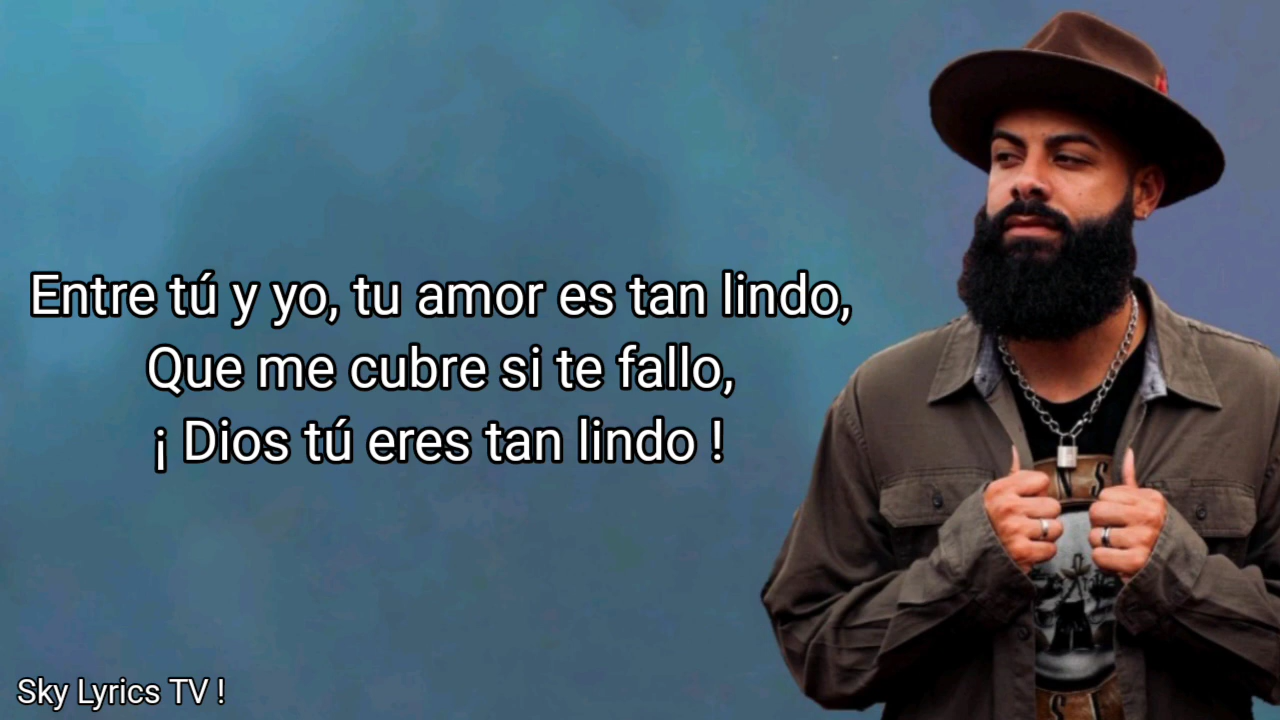 Entre tú y yo, tu amor es tan lindo,
Que me cubre si te fallo,
¡ Dios tú eres tan lindo !
Sky Lyrics TV !